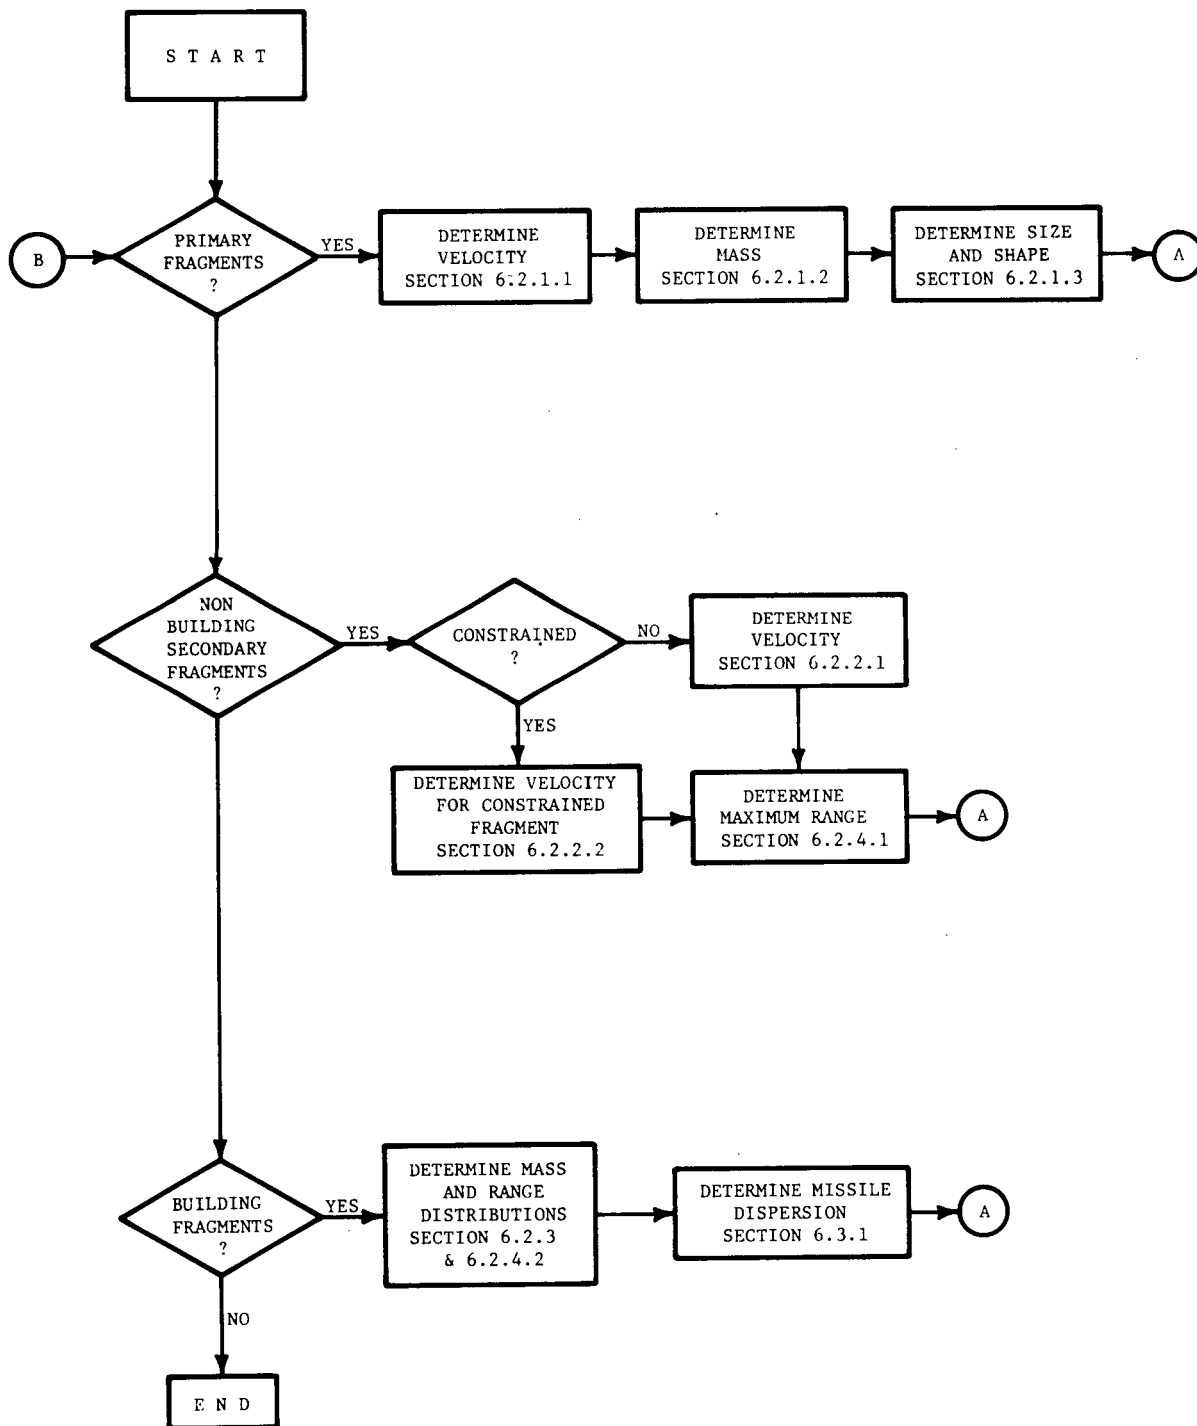 S T A R T
B
PRIMARY
FRAGMENTS
?
YES
DETERMINE
VELOCITY
SECTION 6.2.1.1
DETERMINE
MASS
SECTION 6.2.1.2
DETERMINE SIZE
AND SHAPE
SECTION 6.2.1.3
A
NON
BUILDING
SECONDARY
FRAGMENTS
?
YES
CONSTRAINED
?
NO
DETERMINE
VELOCITY
SECTION 6.2.2.1
YES
DETERMINE VELOCITY
FOR CONSTRAINED
FRAGMENT
SECTION 6.2.2.2
DETERMINE
MAXIMUM RANGE
SECTION 6.2.4.1
A
BUILDING
FRAGMENTS
?
YES
DETERMINE MASS
AND RANGE
DISTRIBUTIONS
SECTION 6.2.3
& 6.2.4.2
DETERMINE MISSILE
DISPERSION
SECTION 6.3.1
A
NO
E N D